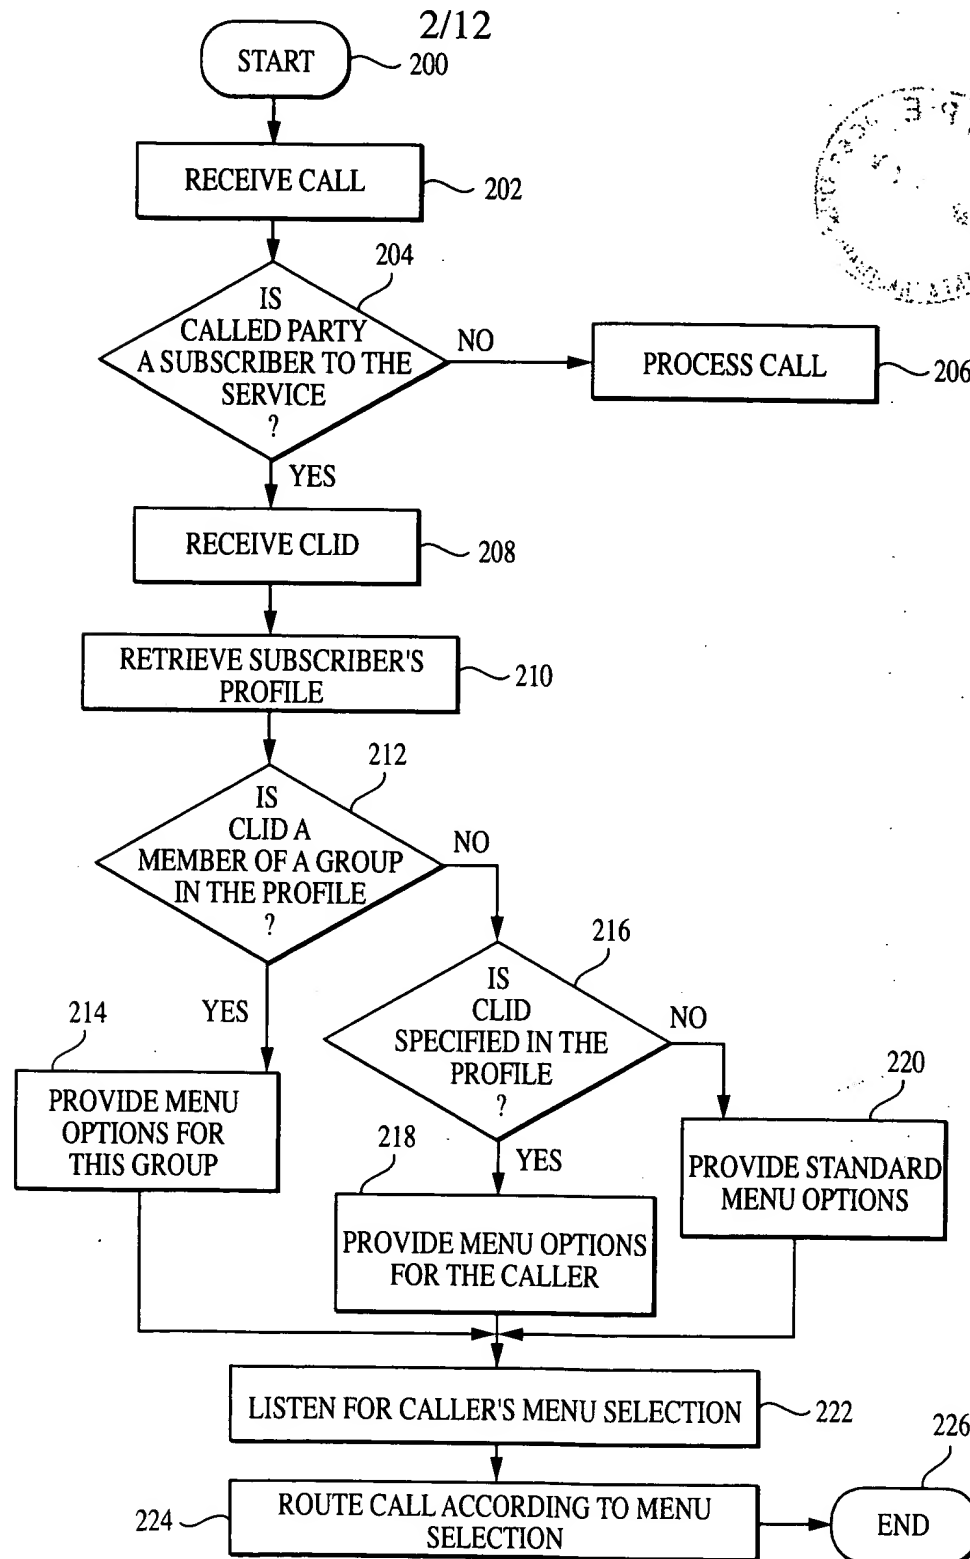 2/12
START
200
RECEIVE CALL
202
204
IS
CALLED PARTY
A SUBSCRIBER TO THE
SERVICE
?
NO
PROCESS CALL
206
YES
RECEIVE CLID
208
RETRIEVE SUBSCRIBER'S
PROFILE
210
212
IS
CLID A
MEMBER OF A GROUP
IN THE PROFILE
?
NO
216
IS
CLID
SPECIFIED IN THE
PROFILE
?
NO
YES
214
PROVIDE MENU
OPTIONS FOR
THIS GROUP
220
PROVIDE STANDARD
MENU OPTIONS
218
YES
PROVIDE MENU OPTIONS
FOR THE CALLER
LISTEN FOR CALLER'S MENU SELECTION
222
226
224
ROUTE CALL ACCORDING TO MENU
SELECTION
END